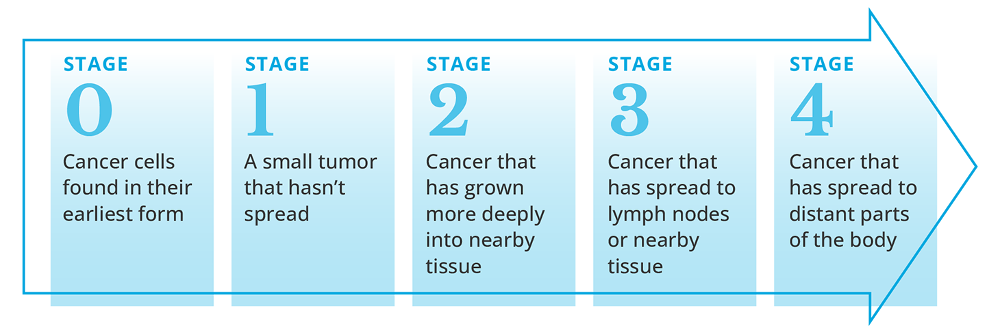 STAGE
0
Cancer cells
found in their
earliest form
STAGE
1
A small tumor
that hasn’t
spread
STAGE
2
Cancer that
has grown
more deeply
into nearby
tissue
STAGE
3
Cancer that
has spread to
lymph nodes
or nearby
tissue
STAGE
4
Cancer that
has spread to
distant parts
of the body